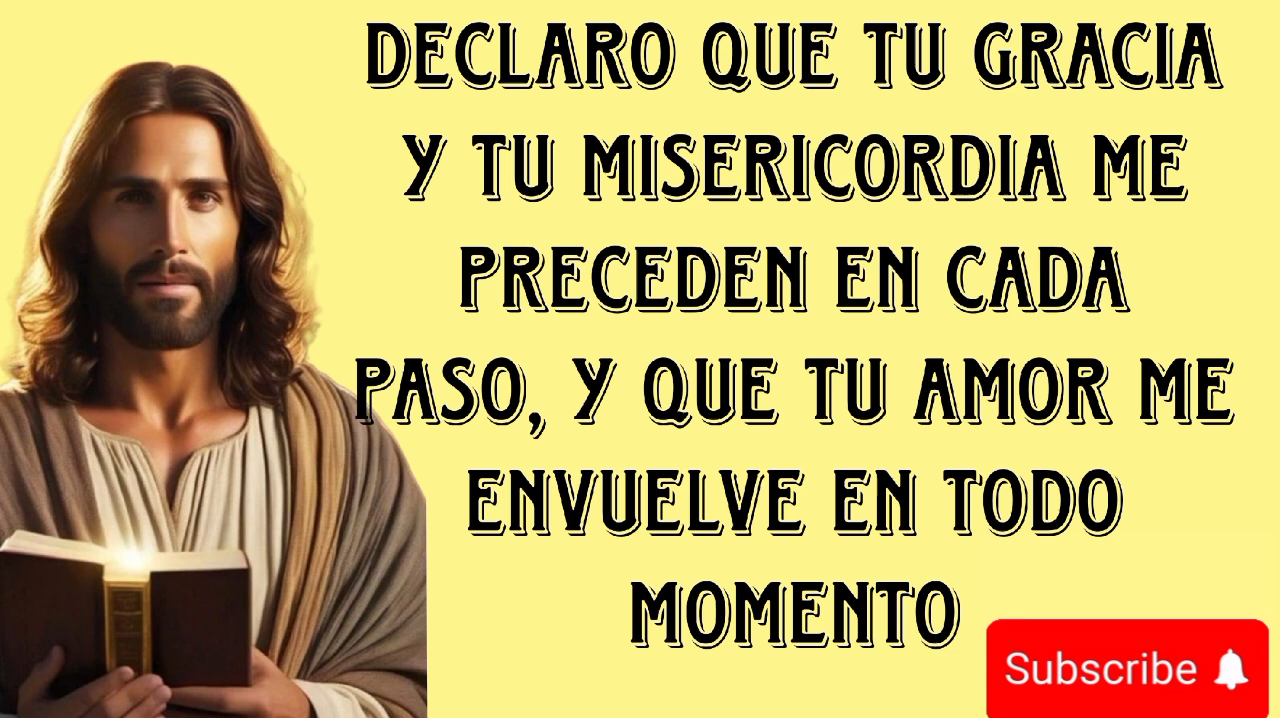 DECLARO QUE TU GRACIA
Y TU MISERICORDIA ME
PRECEDEN EN CADA
PASO, Y QUE TU AMOR ME
ENVUELVE EN TODO
MOMENTO
Subscribe